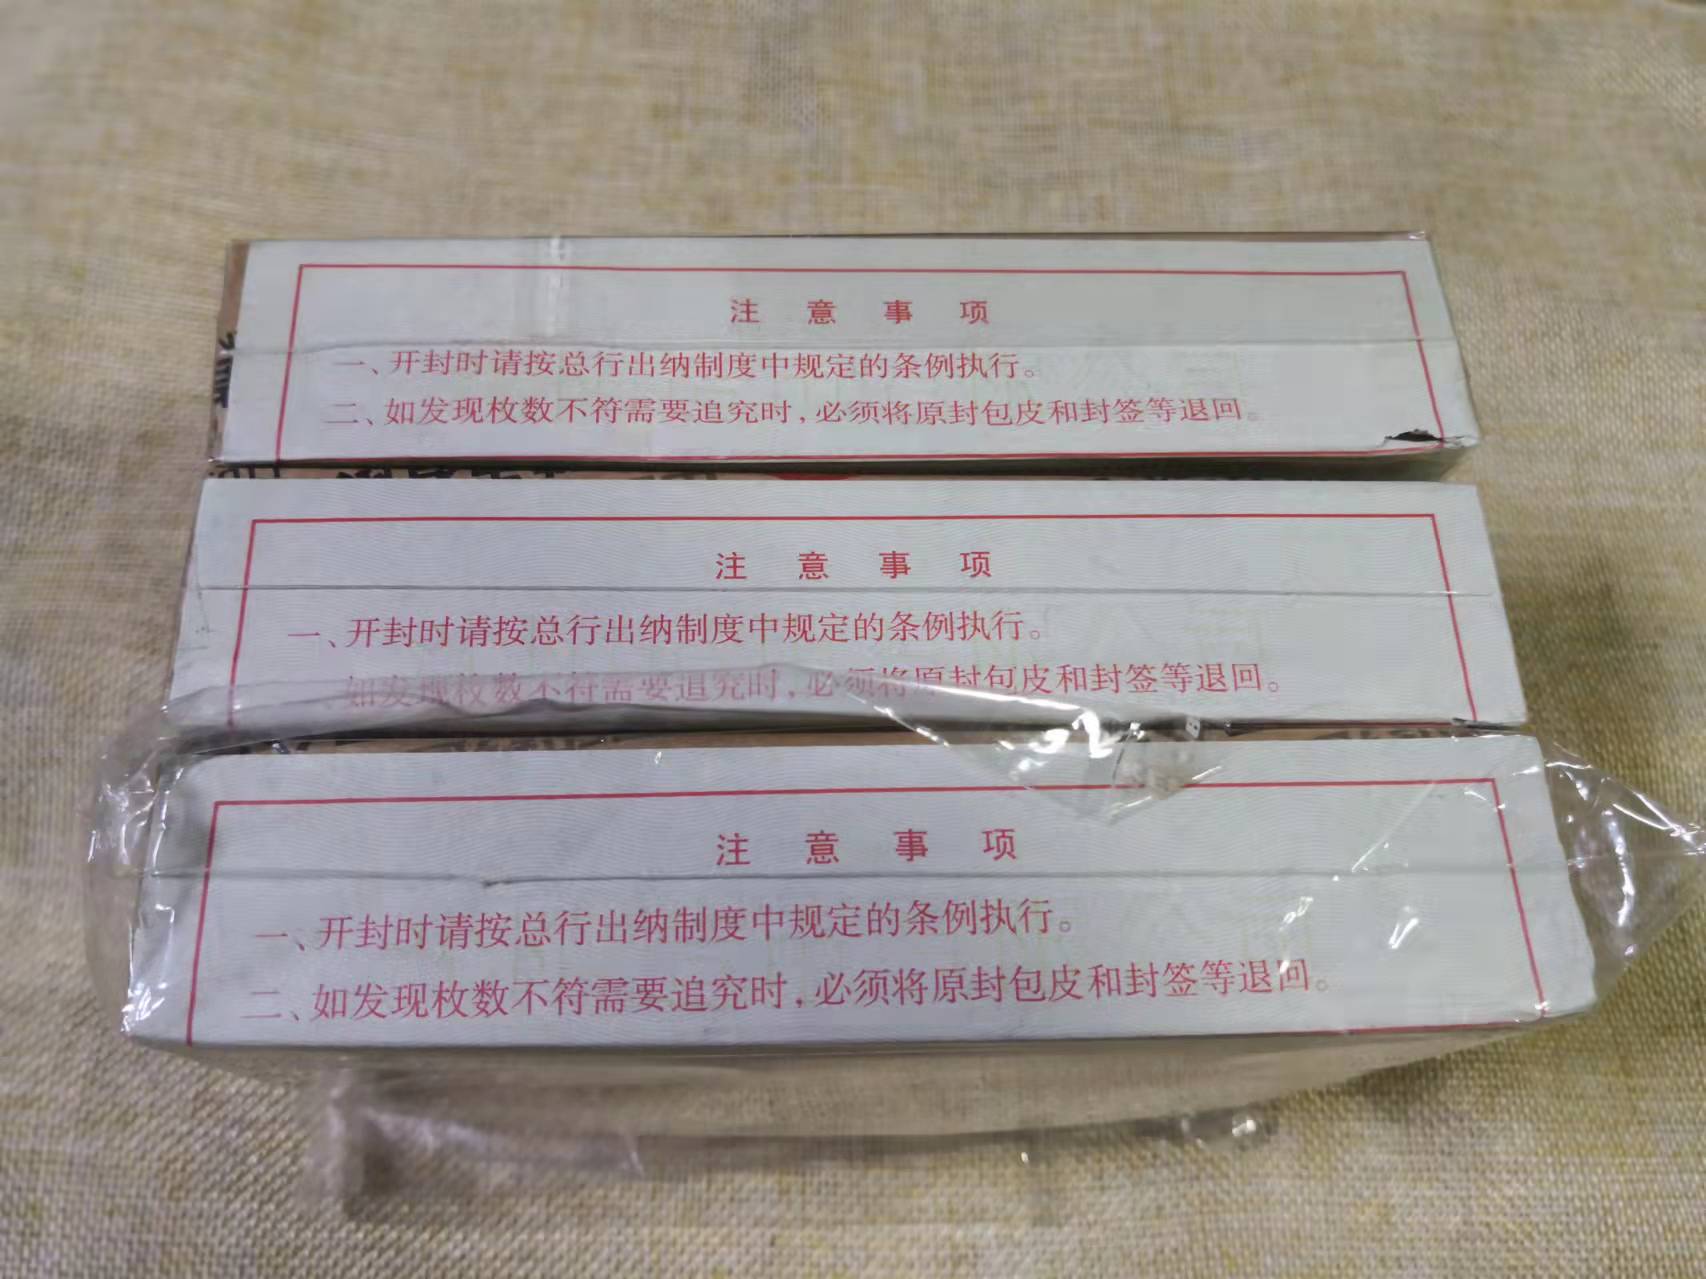 注意事项
一、开封时请按总行出纳制度中规定的条例执行。
二、如发现枚数不符需要追究时,必须将原封包皮和封签等退回。
注意事项
一、开封时请按总行出纳制度中规定的条例执行。
、如发现枚数不符需要追究时,必须将原封包皮和封签等退回。
注意事项
一、开封时请按总行出纳制度中规定的条例执行。
二、如发现枚数不符需要追究时,必须将原封包皮和封签等退回。